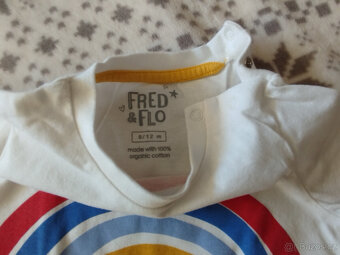 FRED
& FLO
9/12 m
made with 100%
organic cotton